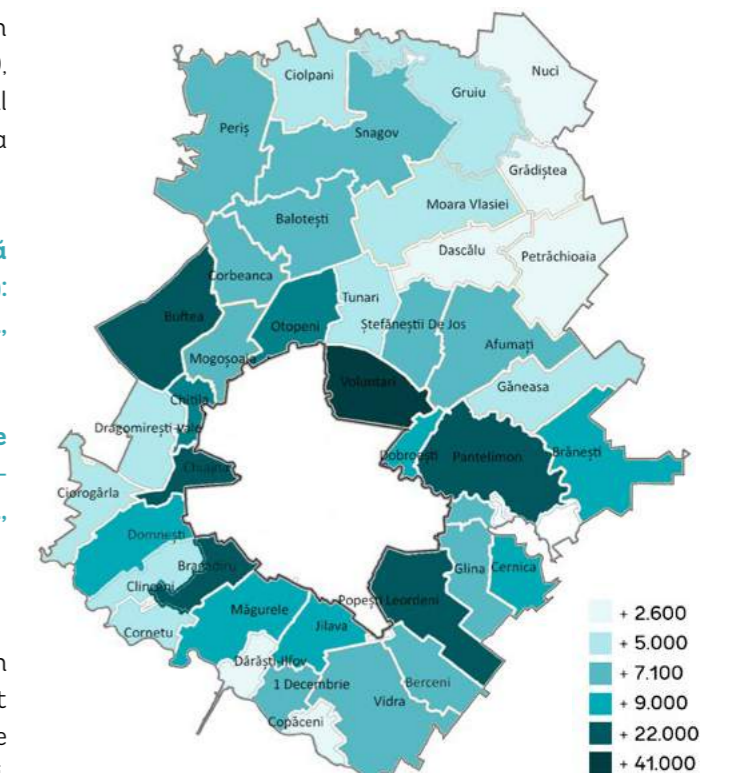 Ciolpani
Nuci
Gruiu
Periș
Snagov
Grădiștea
Moara Vlasiei
Balotești
Dascălu
Petrăchioaia
Corbeanca
Tunari
Buftea
Otopeni
Ștefăneștii De Jos
Afumați
Mogoșoaia
Voluntari
Găneasa
Chitila
Dragomirești-Vale
Dobroești
Pantelimon
Brănești
Chiajna
Ciorogârla
Domnești
Bragadiru
Glina
Cernica
Clinceni
Popești Leordeni
Măgurele
Jilava
Cornetu
Dărăști-Ilfov
1 Decembrie
Berceni
Vidra
Copăceni
+ 2.600
+ 5.000
+ 7.100
+ 9.000
+ 22.000
+ 41.000